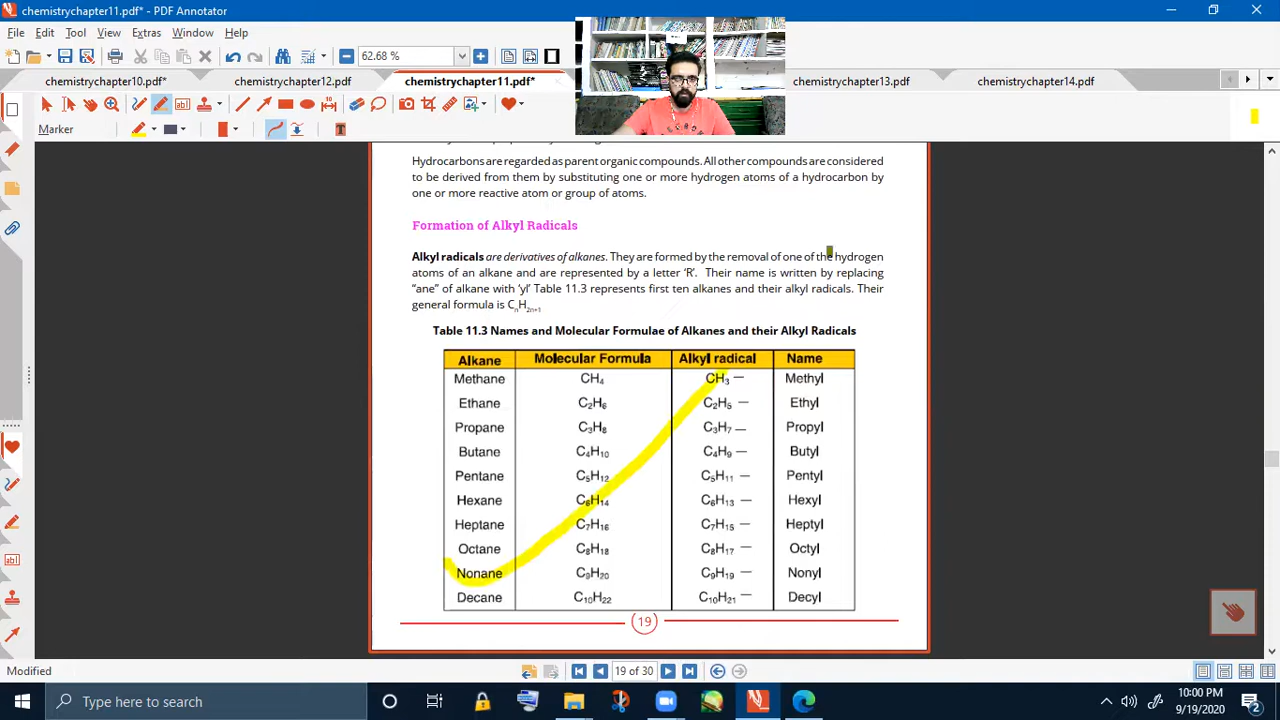 chemistrychapter11.pdf* - PDF Annotator
File Edit Tool View Extras Window Help
62.68 %
chemistrychapter10.pdf* chemistrychapter12.pdf chemistrychapter11.pdf* chemistrychapter13.pdf chemistrychapter14.pdf
Marker
Hydrocarbons are regarded as parent organic compounds. All other compounds are considered
to be derived from them by substituting one or more hydrogen atoms of a hydrocarbon by
one or more reactive atom or group of atoms.
Formation of Alkyl Radicals
Alkyl radicals are derivatives of alkanes. They are formed by the removal of one of the hydrogen
atoms of an alkane and are represented by a letter ‘R’. Their name is written by replacing
“ane” of alkane with ‘yl’ Table 11.3 represents first ten alkanes and their alkyl radicals. Their
general formula is CₙH₂ₙ₊₁
Table 11.3 Names and Molecular Formulae of Alkanes and their Alkyl Radicals
Alkane Molecular Formula Alkyl radical Name
Methane CH₄ CH₃ — Methyl
Ethane C₂H₆ C₂H₅ — Ethyl
Propane C₃H₈ C₃H₇ — Propyl
Butane C₄H₁₀ C₄H₉ — Butyl
Pentane C₅H₁₂ C₅H₁₁ — Pentyl
Hexane C₆H₁₄ C₆H₁₃ — Hexyl
Heptane C₇H₁₆ C₇H₁₅ — Heptyl
Octane C₈H₁₈ C₈H₁₇ — Octyl
Nonane C₉H₂₀ C₉H₁₉ — Nonyl
Decane C₁₀H₂₂ C₁₀H₂₁ — Decyl
19
Modified 19 of 30
Type here to search
10:00 PM
9/19/2020
2